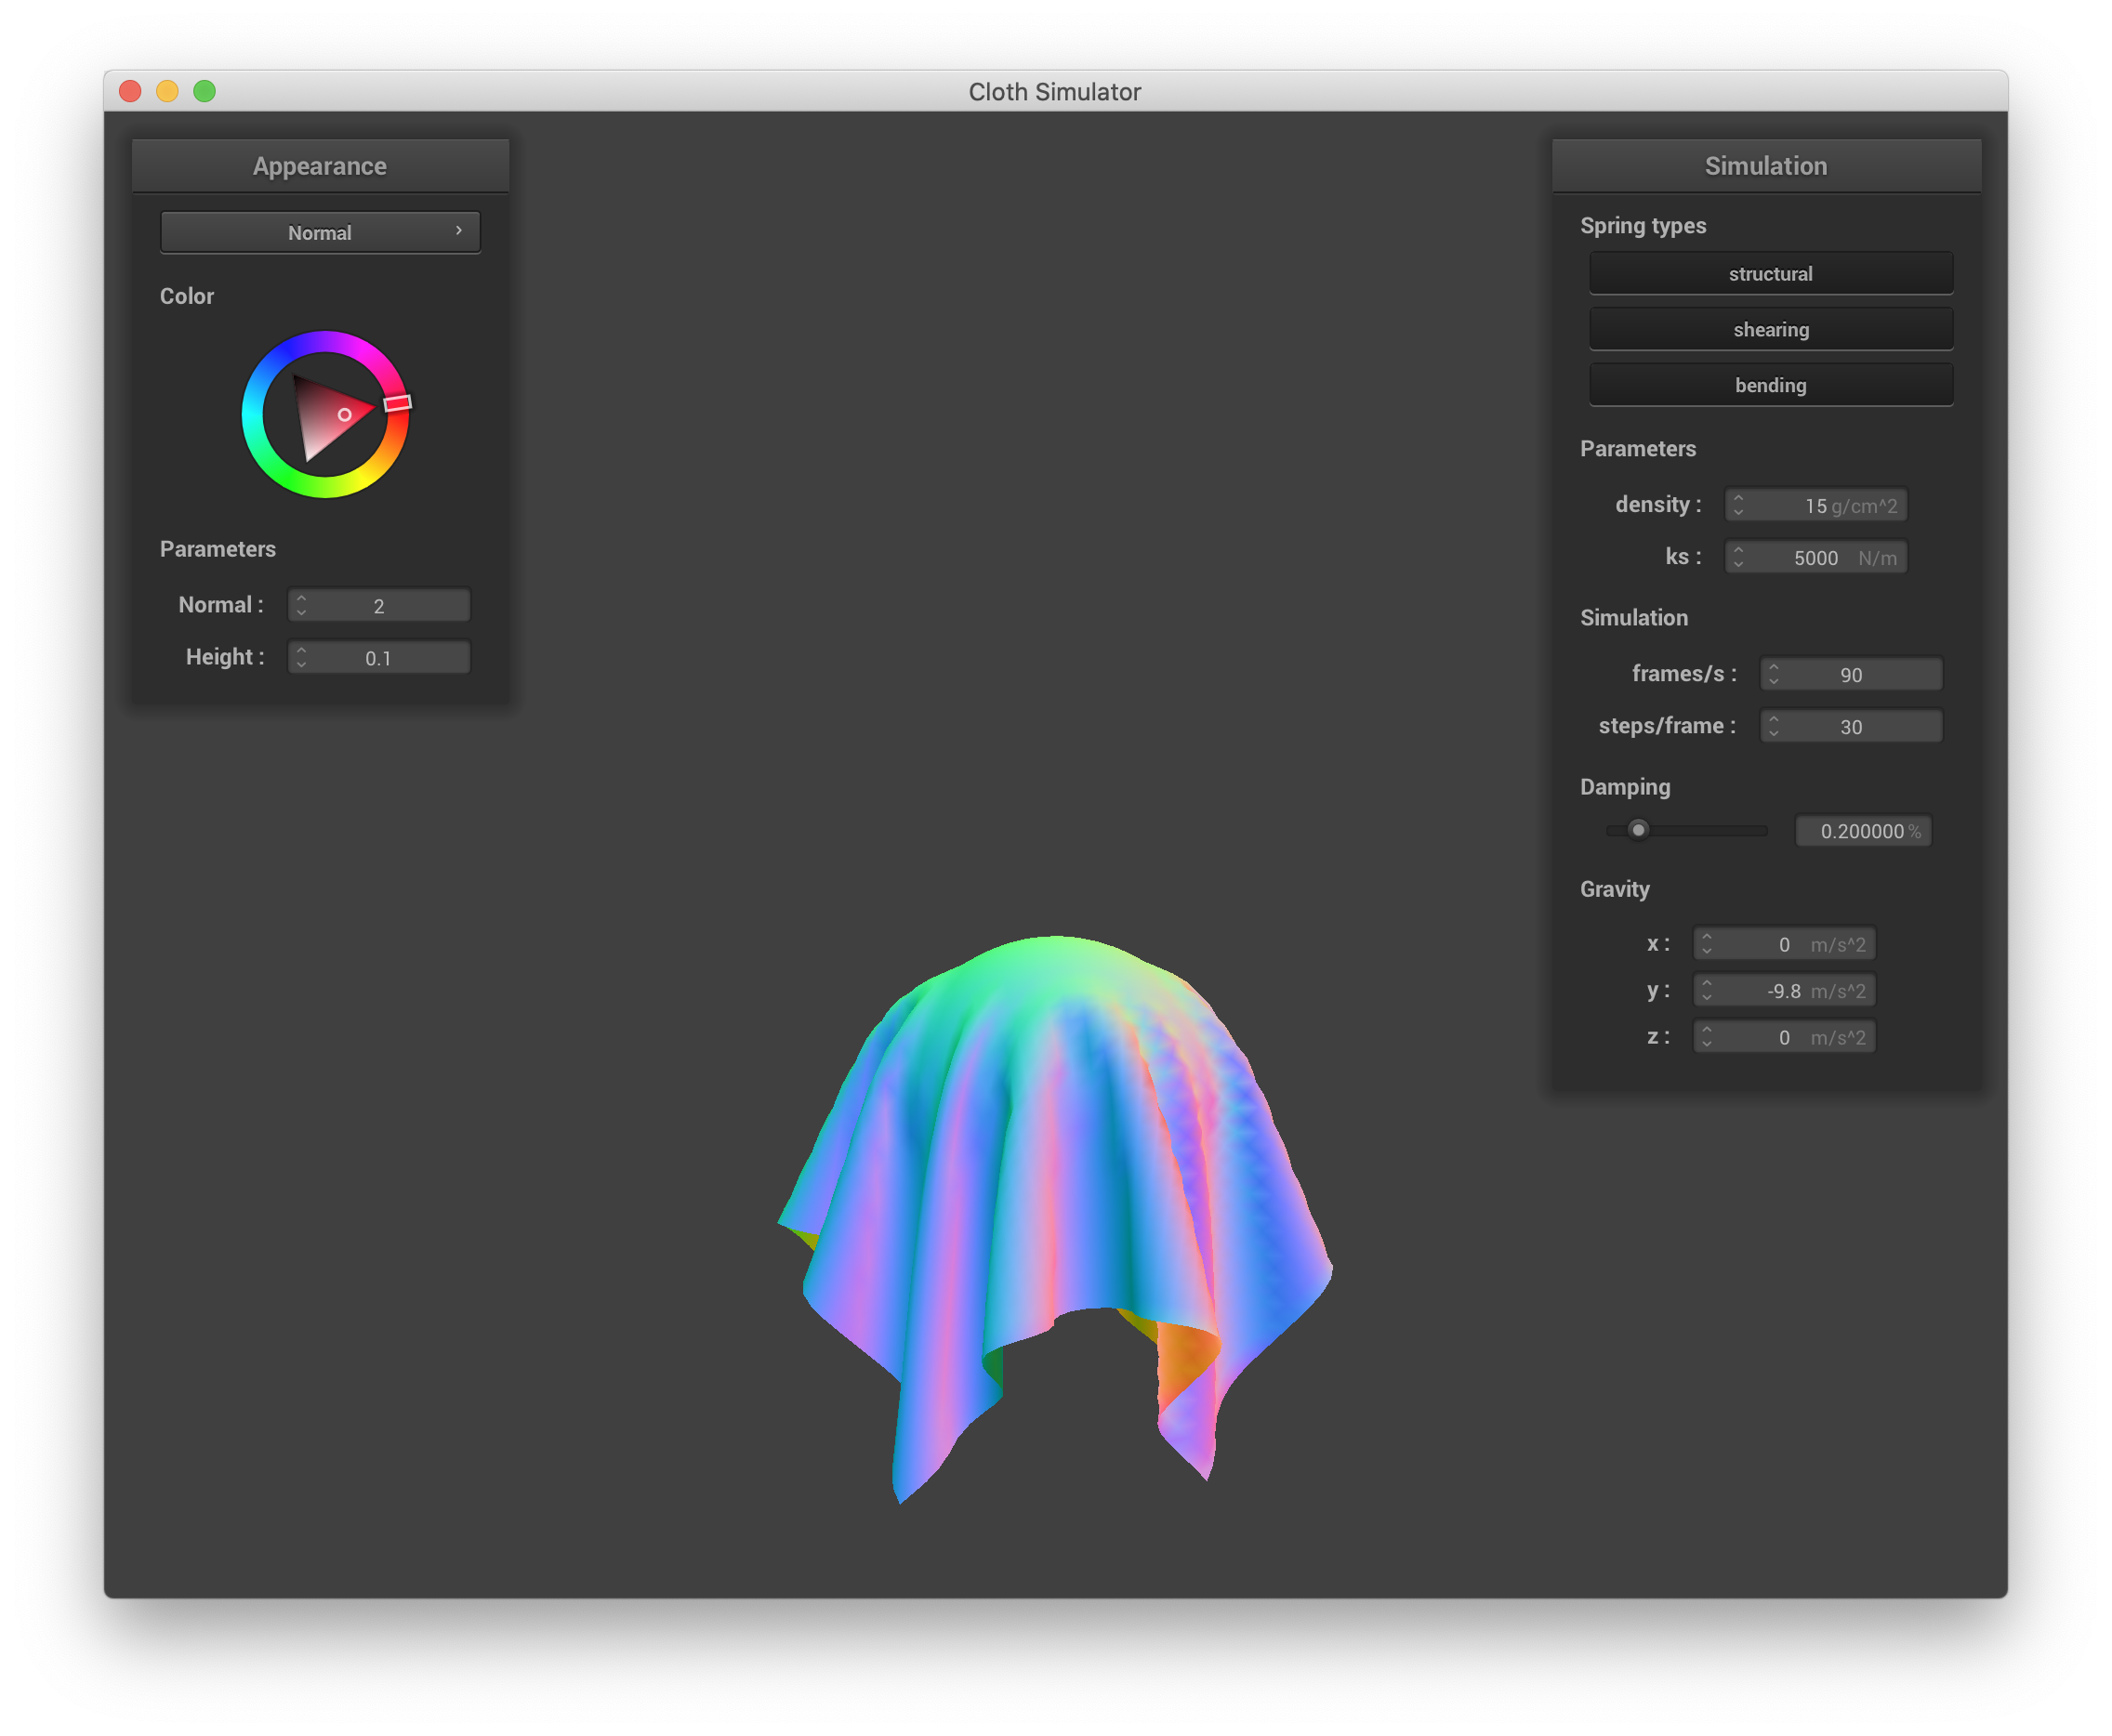 Cloth Simulator
Appearance
Normal
Color
Parameters
Normal : 2
Height : 0.1
Simulation
Spring types
structural
shearing
bending
Parameters
density : 15 g/cm^2
ks : 5000 N/m
Simulation
frames/s : 90
steps/frame : 30
Damping
0.200000 %
Gravity
x : 0 m/s^2
y : -9.8 m/s^2
z : 0 m/s^2